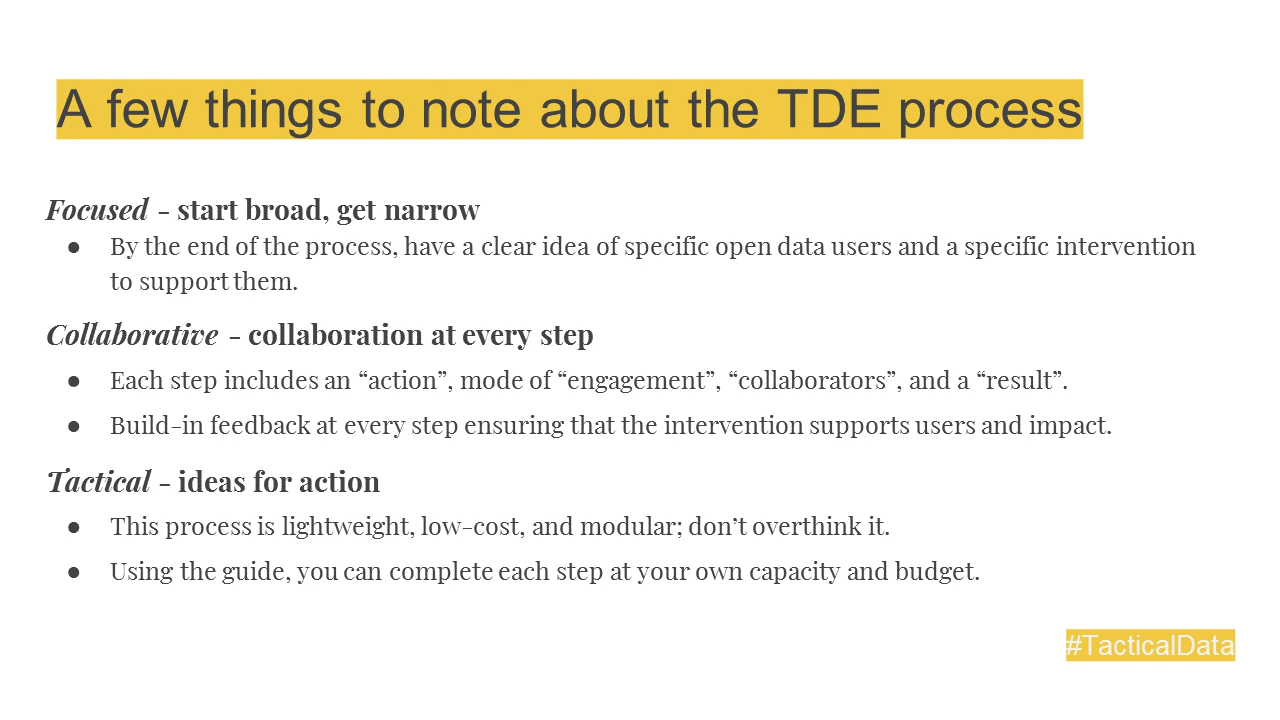 A few things to note about the TDE process
Focused - start broad, get narrow
● By the end of the process, have a clear idea of specific open data users and a specific intervention
to support them.
Collaborative - collaboration at every step
● Each step includes an “action”, mode of “engagement”, “collaborators”, and a “result”.
● Build-in feedback at every step ensuring that the intervention supports users and impact.
Tactical - ideas for action
● This process is lightweight, low-cost, and modular; don’t overthink it.
● Using the guide, you can complete each step at your own capacity and budget.
#TacticalData